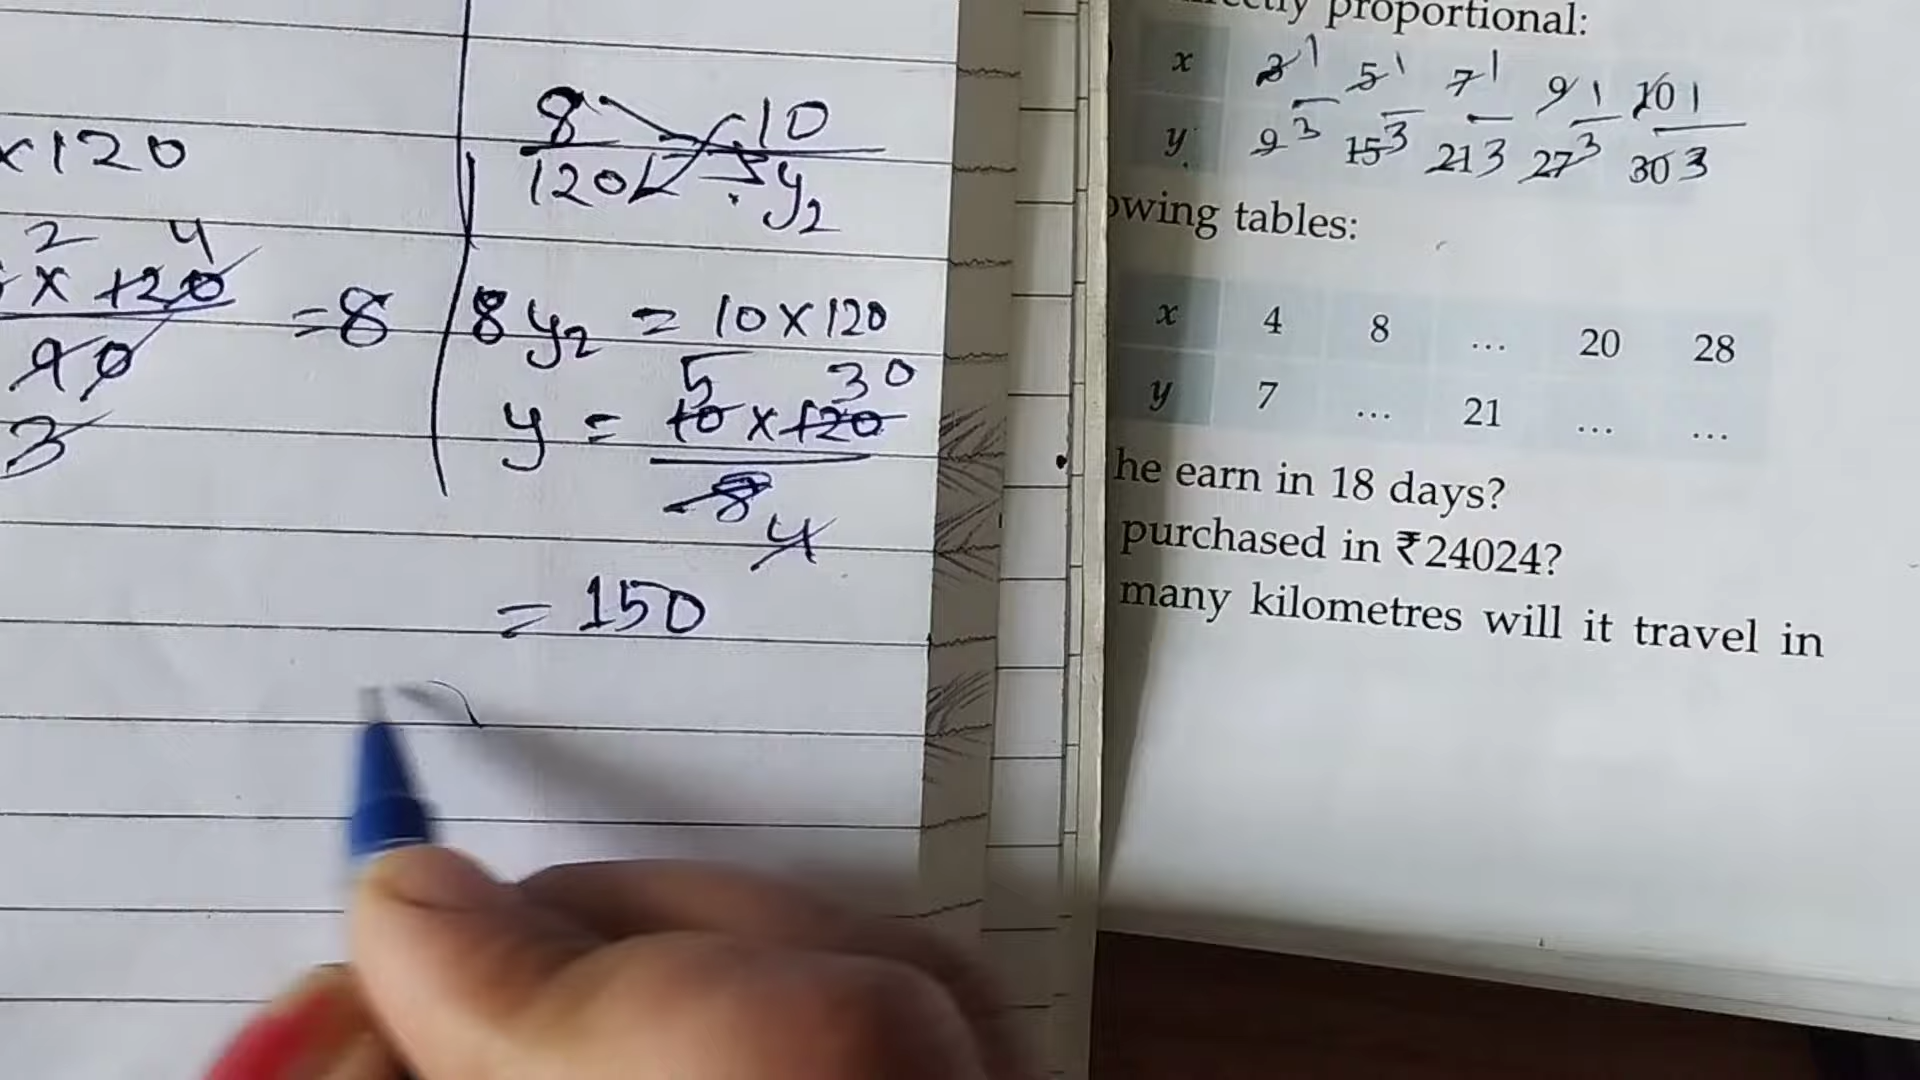 x120
2 4
x 120
90
3
= 8
8 10
120 y2
8y2 = 10 x 120
5 30
y = 10 x 120
8 4
= 150
proportional:
x 3 1 5 1 7 1 9 1 10 1
y 9 3 15 3 21 3 27 3 30 3
owing tables:
x 4 8 ... 20 28
y 7 ... 21 ... ...
he earn in 18 days?
purchased in ₹24024?
many kilometres will it travel in